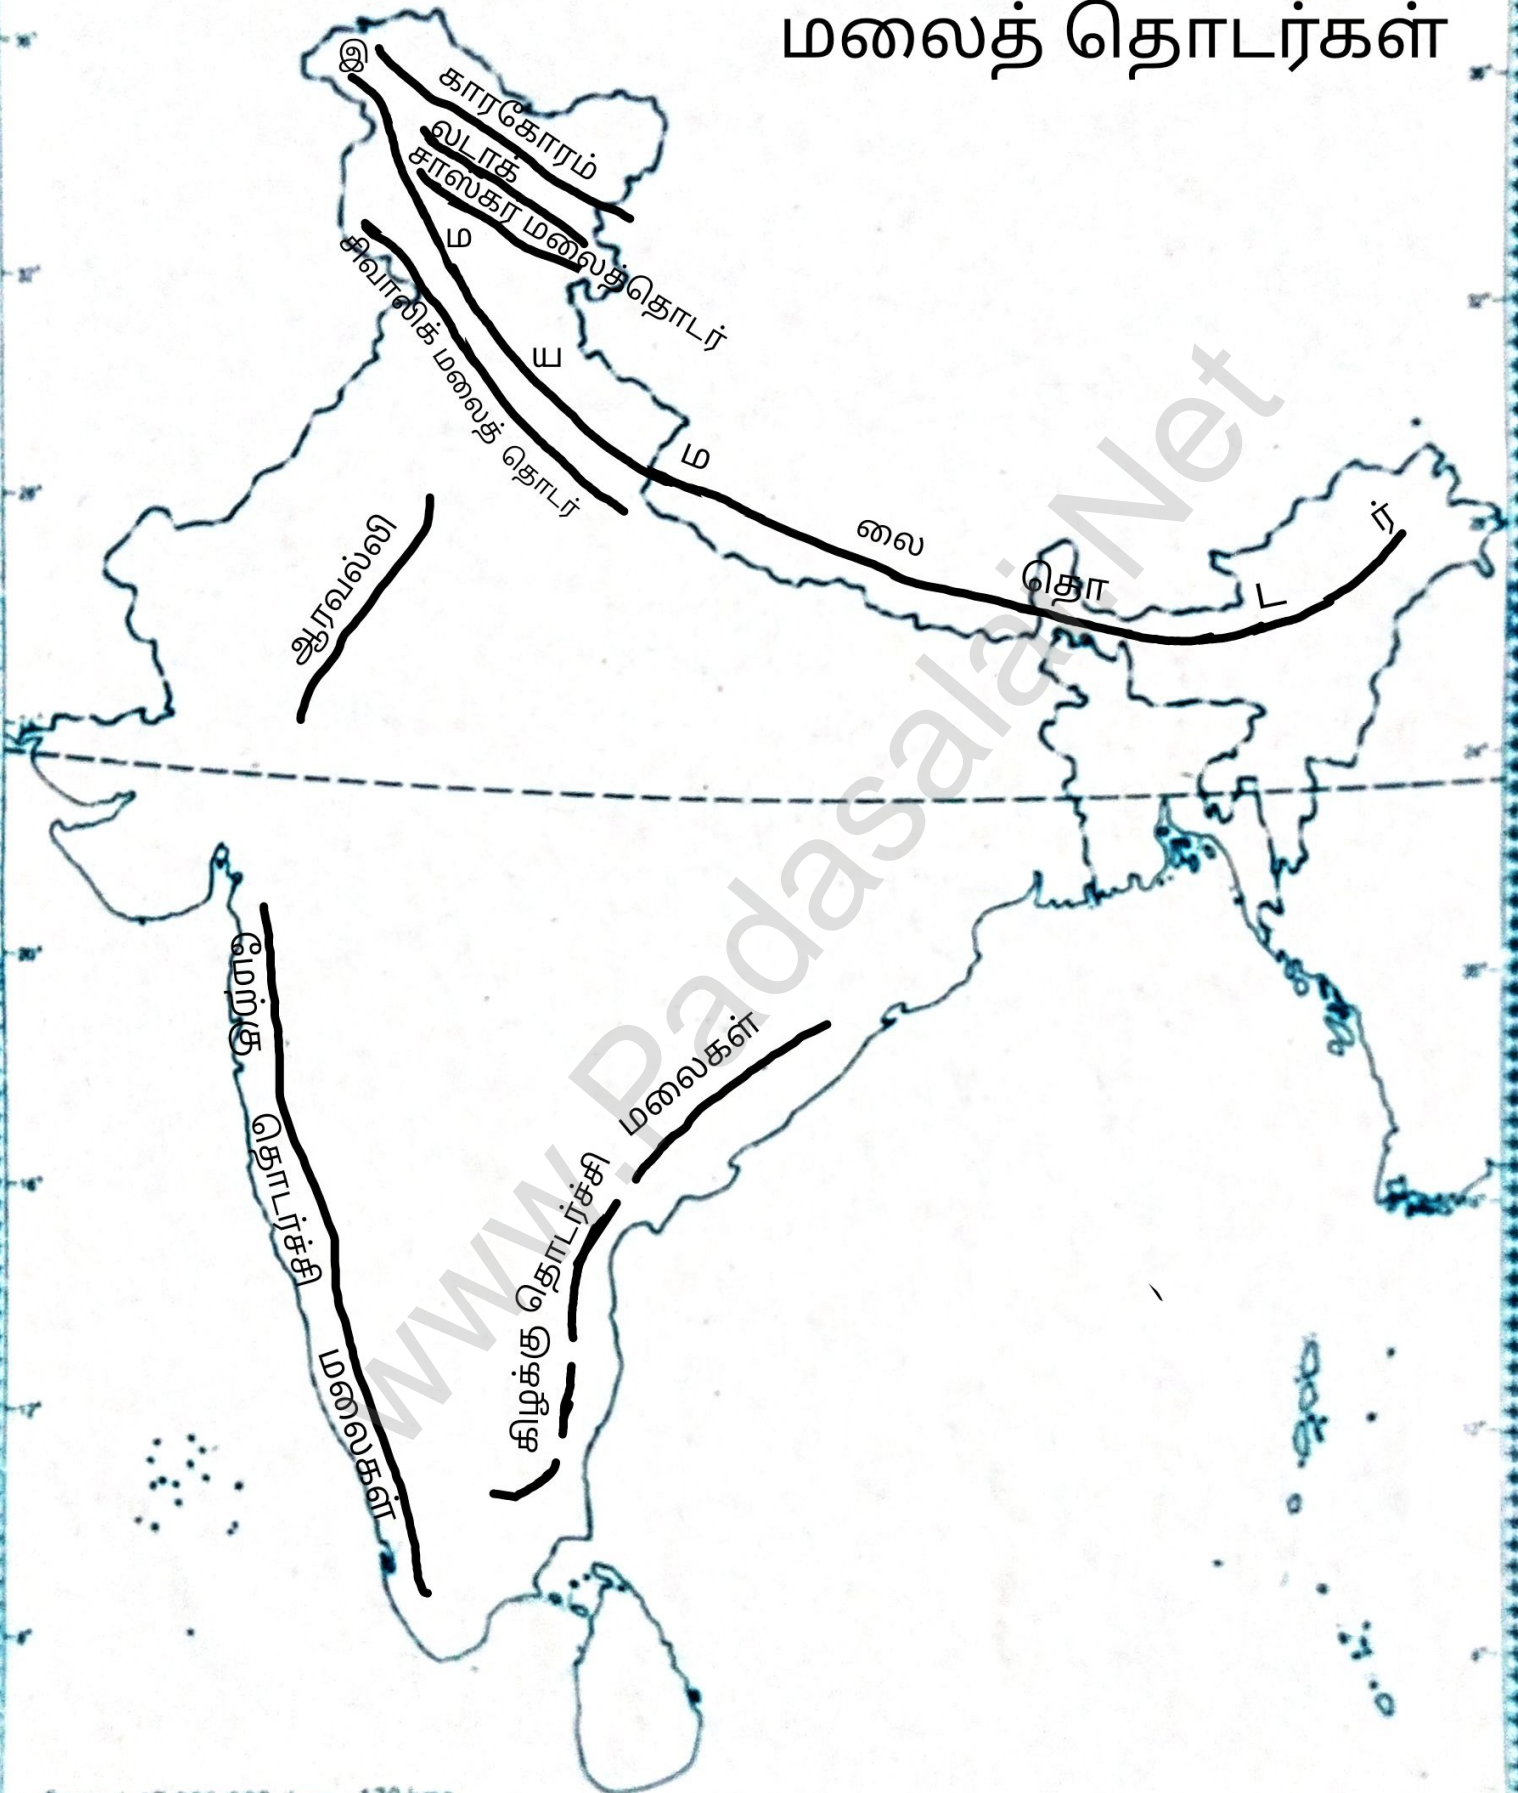 மலைத் தொடர்கள்
காரகோரம்
லடாக்
சாஸ்கர மலைத்தொடர்
இ ம ய ம லை தொ ட ர்
சிவாலிக் மலைத் தொடர்
ஆரவல்லி
மேற்கு தொடர்ச்சி மலைகள்
கிழக்கு தொடர்ச்சி மலைகள்
www.Padasalai.Net